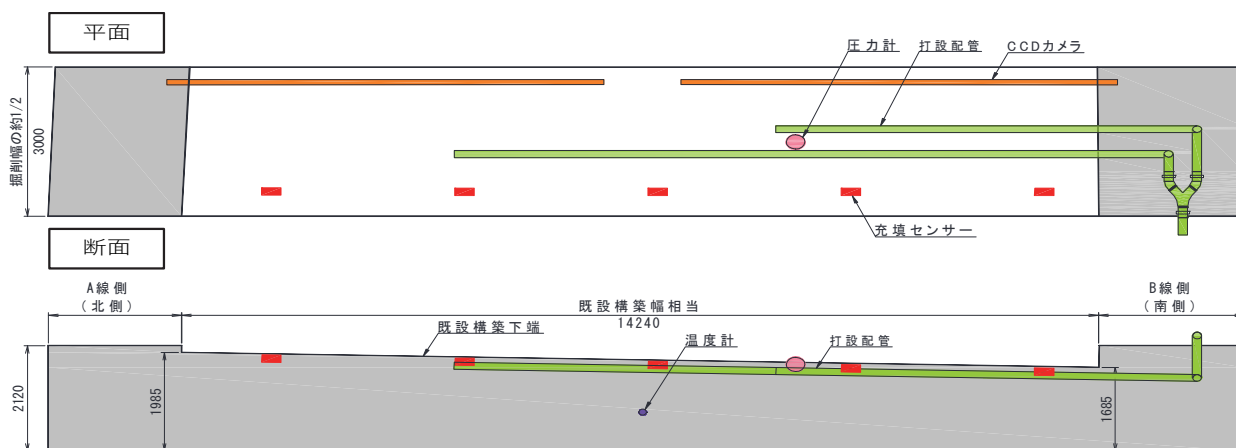 平面
圧力計
打設配管
CCDカメラ
掘削幅の約1/2
3000
充填センサー
断面
A線側
(北側)
既設構築幅相当
14240
B線側
(南側)
既設構築下端
温度計
打設配管
2120
1985
1685